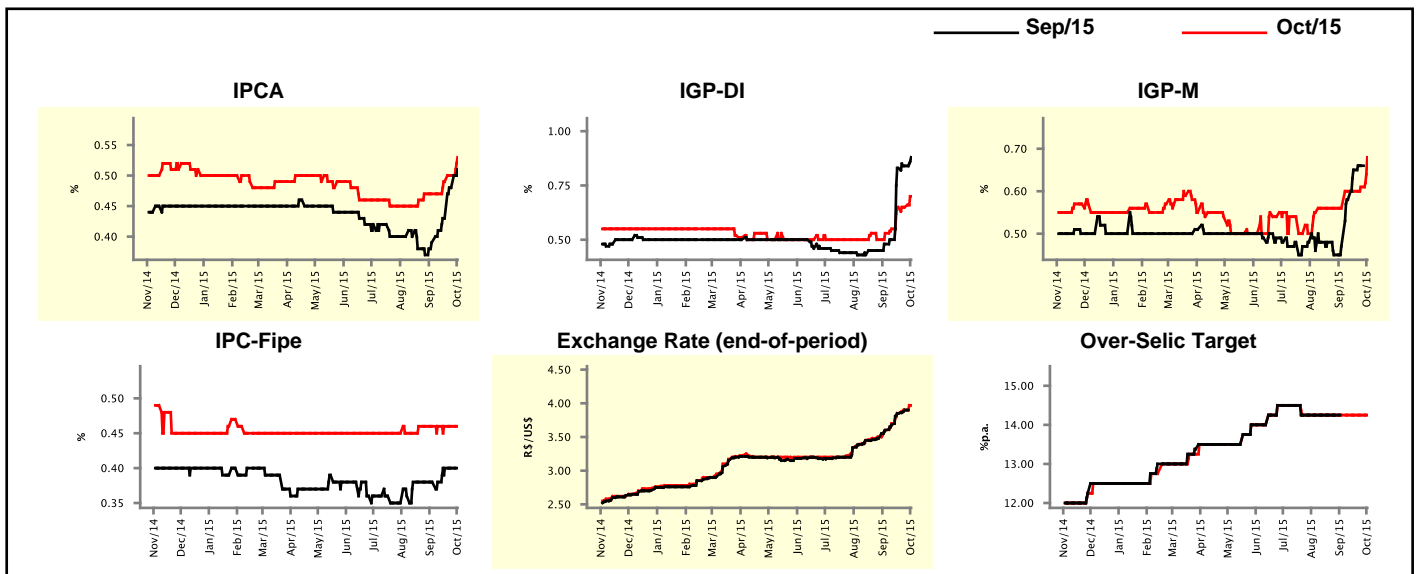 Sep/15
Oct/15
IPCA
%
0.55
0.50
0.45
0.40
Nov/14 Dec/14 Jan/15 Feb/15 Mar/15 Apr/15 May/15 Jun/15 Jul/15 Aug/15 Sep/15 Oct/15
IGP-DI
%
1.00
0.75
0.50
Nov/14 Dec/14 Jan/15 Feb/15 Mar/15 Apr/15 May/15 Jun/15 Jul/15 Aug/15 Sep/15 Oct/15
IGP-M
%
0.70
0.60
0.50
Nov/14 Dec/14 Jan/15 Feb/15 Mar/15 Apr/15 May/15 Jun/15 Jul/15 Aug/15 Sep/15 Oct/15
IPC-Fipe
%
0.50
0.45
0.40
0.35
Nov/14 Dec/14 Jan/15 Feb/15 Mar/15 Apr/15 May/15 Jun/15 Jul/15 Aug/15 Sep/15 Oct/15
Exchange Rate (end-of-period)
R$/US$
4.50
4.00
3.50
3.00
2.50
Nov/14 Dec/14 Jan/15 Feb/15 Mar/15 Apr/15 May/15 Jun/15 Jul/15 Aug/15 Sep/15 Oct/15
Over-Selic Target
%p.a.
15.00
14.00
13.00
12.00
Nov/14 Dec/14 Jan/15 Feb/15 Mar/15 Apr/15 May/15 Jun/15 Jul/15 Aug/15 Sep/15 Oct/15